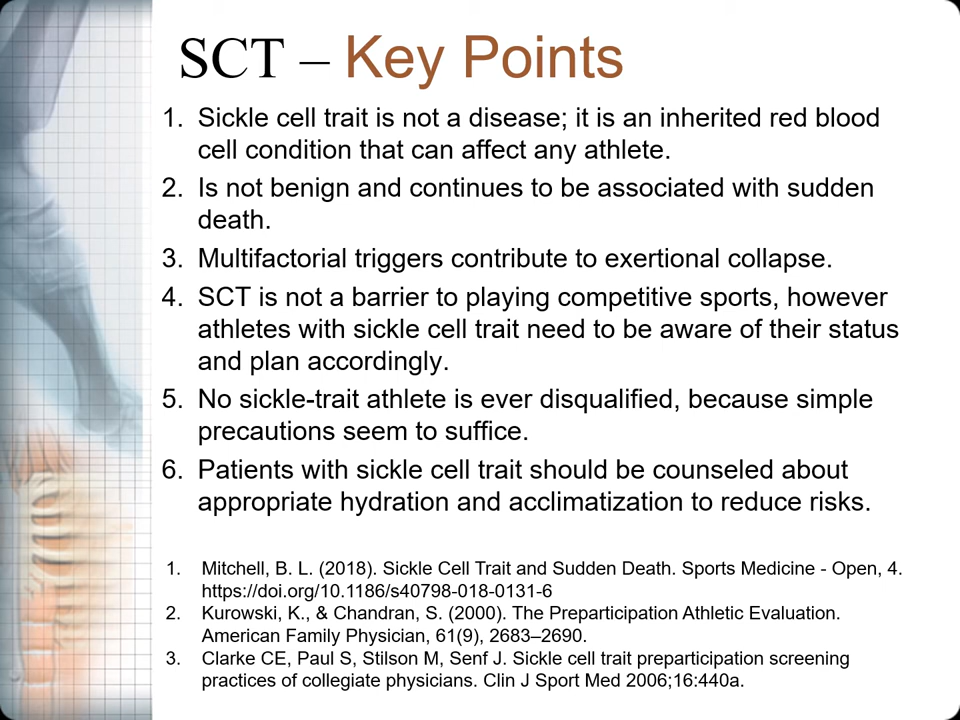 SCT – Key Points
1. Sickle cell trait is not a disease; it is an inherited red blood
cell condition that can affect any athlete.
2. Is not benign and continues to be associated with sudden
death.
3. Multifactorial triggers contribute to exertional collapse.
4. SCT is not a barrier to playing competitive sports, however
athletes with sickle cell trait need to be aware of their status
and plan accordingly.
5. No sickle-trait athlete is ever disqualified, because simple
precautions seem to suffice.
6. Patients with sickle cell trait should be counseled about
appropriate hydration and acclimatization to reduce risks.
1. Mitchell, B. L. (2018). Sickle Cell Trait and Sudden Death. Sports Medicine - Open, 4.
https://doi.org/10.1186/s40798-018-0131-6
2. Kurowski, K., & Chandran, S. (2000). The Preparticipation Athletic Evaluation.
American Family Physician, 61(9), 2683–2690.
3. Clarke CE, Paul S, Stilson M, Senf J. Sickle cell trait preparticipation screening
practices of collegiate physicians. Clin J Sport Med 2006;16:440a.